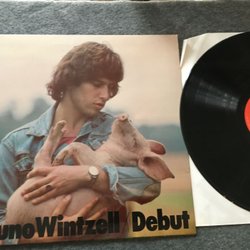 uno Wintzell / Debut